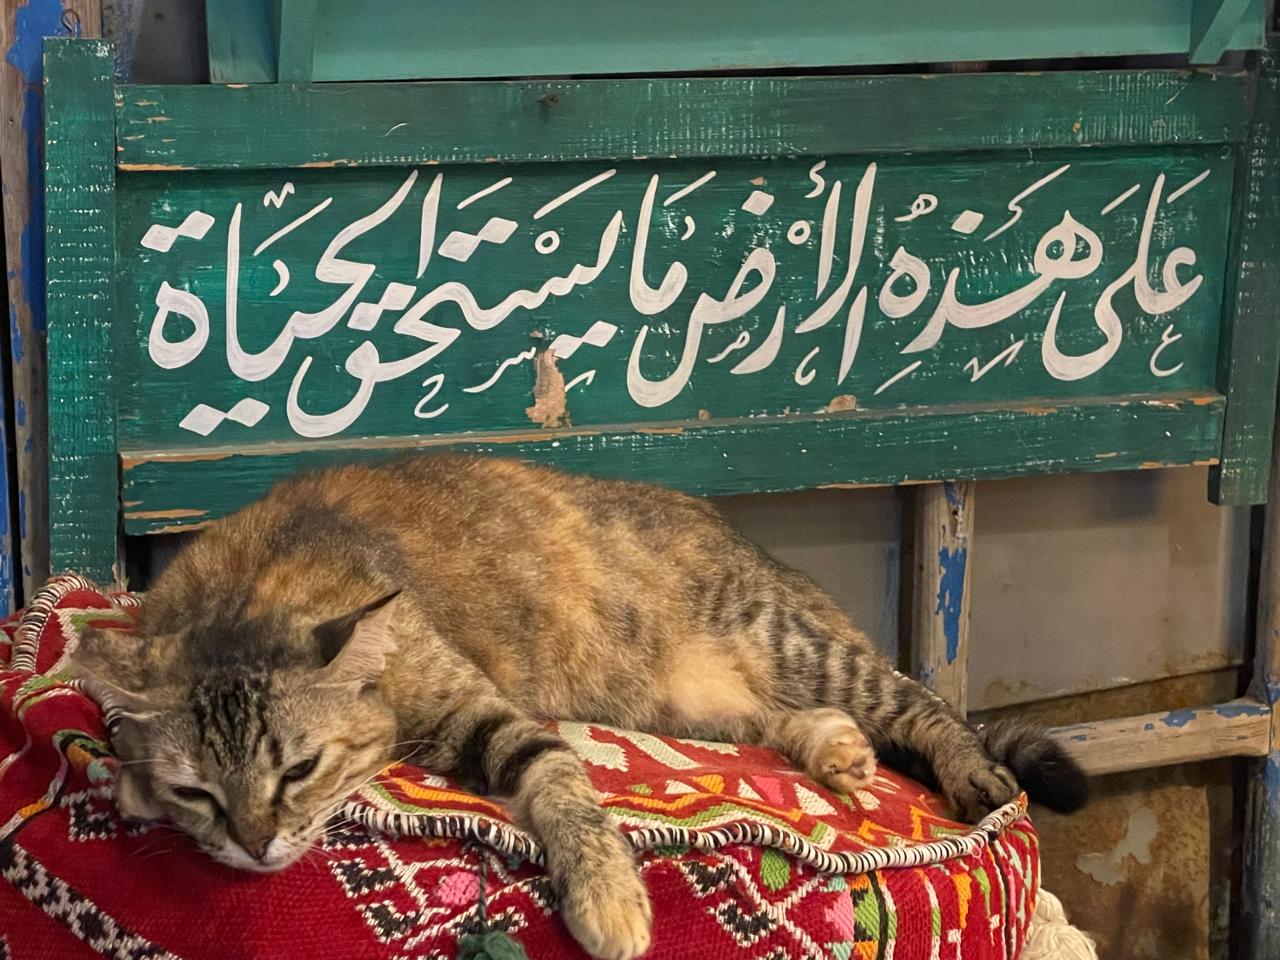 عَلَى هَذِهِ الأَرْضِ مَا يَسْتَحِقُّ الحَيَاةَ